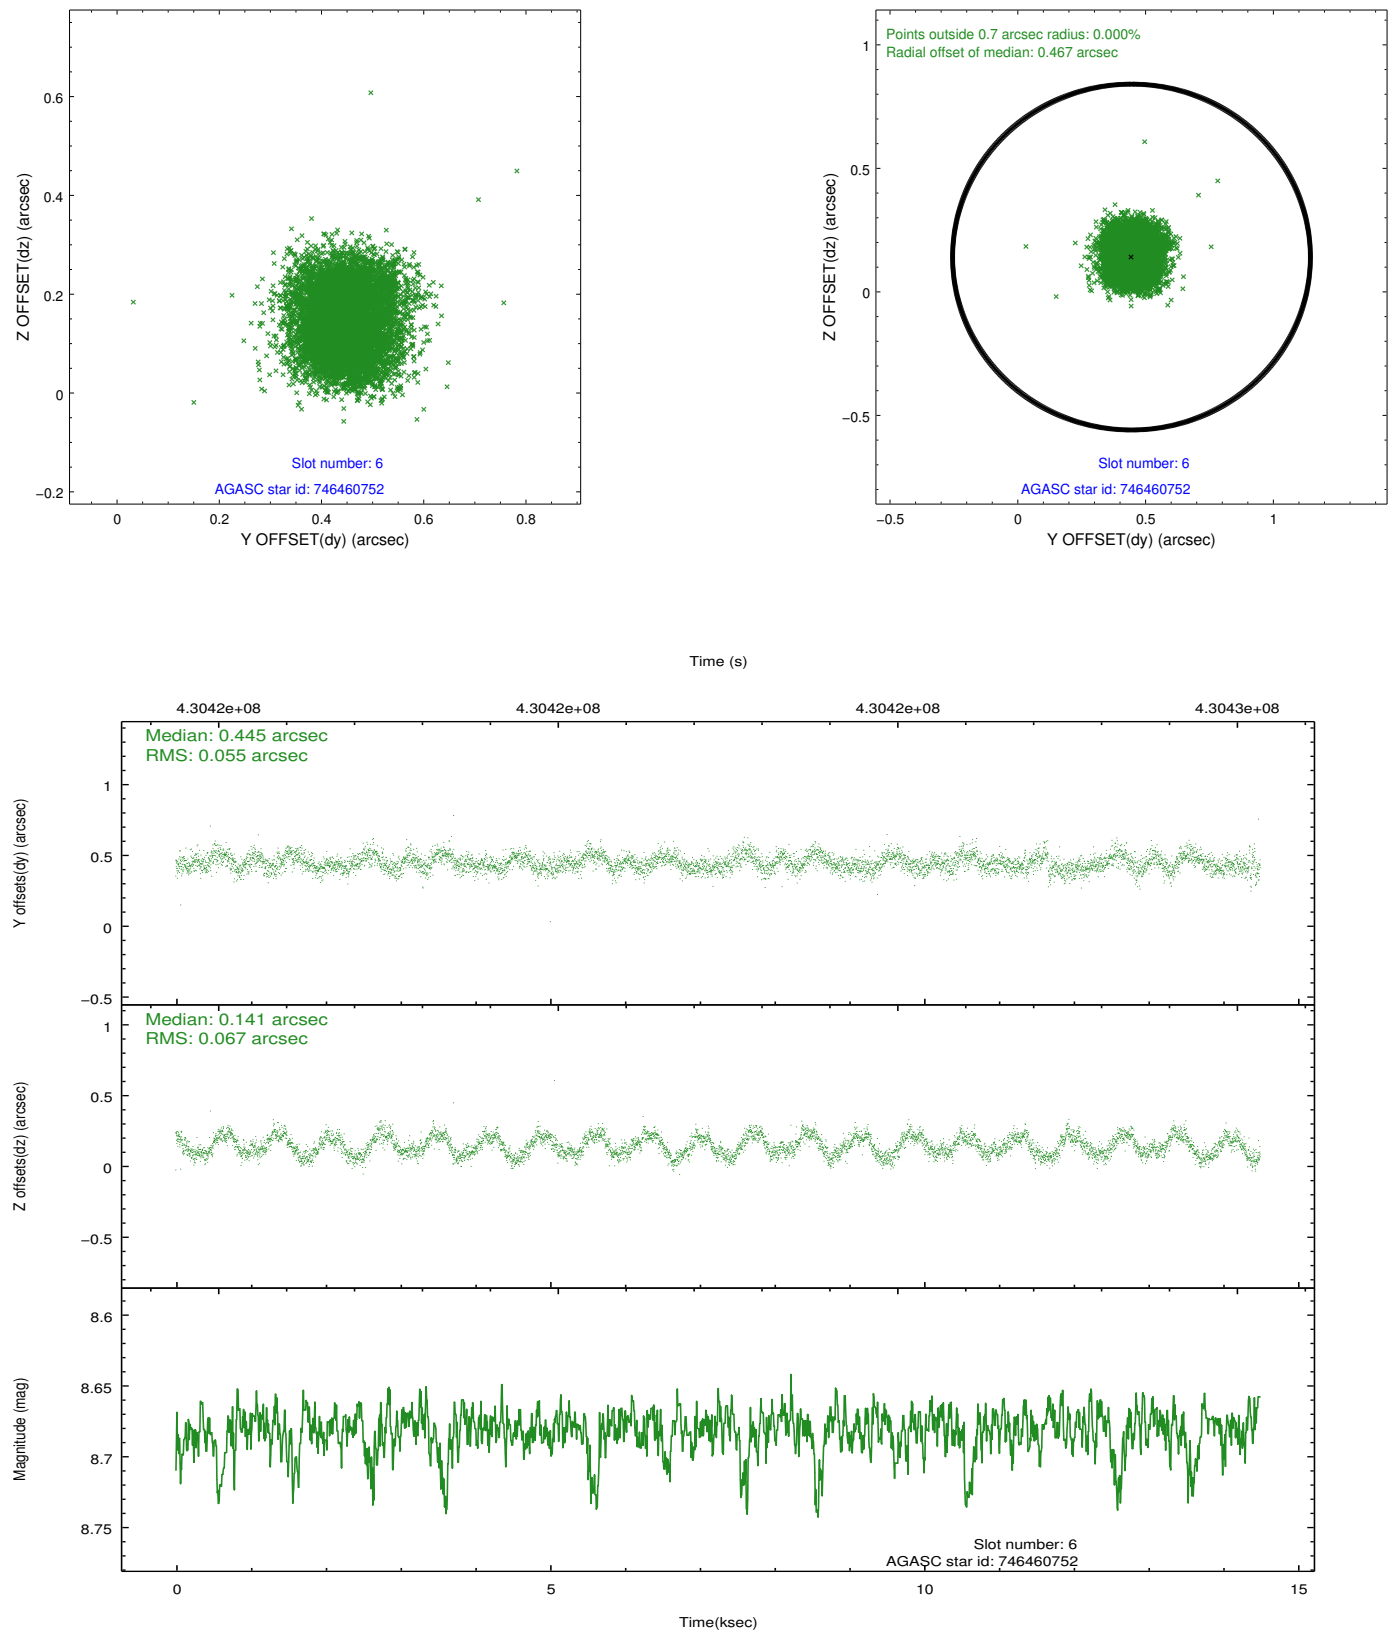 0.6
0.4
0.2
0
−0.2
Z OFFSET(dz) (arcsec)
Slot number: 6
AGASC star id: 746460752
0 0.2 0.4 0.6 0.8
Y OFFSET(dy) (arcsec)
Points outside 0.7 arcsec radius: 0.000%
Radial offset of median: 0.467 arcsec
1
0.5
0
−0.5
Z OFFSET(dz) (arcsec)
Slot number: 6
AGASC star id: 746460752
−0.5 0 0.5 1
Y OFFSET(dy) (arcsec)
Time (s)
4.3042e+08 4.3042e+08 4.3042e+08 4.3043e+08
Median: 0.445 arcsec
RMS: 0.055 arcsec
1
0.5
0
−0.5
Y offsets(dy) (arcsec)
Median: 0.141 arcsec
RMS: 0.067 arcsec
1
0.5
0
−0.5
Z offsets(dz) (arcsec)
8.6
8.65
8.7
8.75
Magnitude (mag)
Slot number: 6
AGASC star id: 746460752
0 5 10 15
Time(ksec)